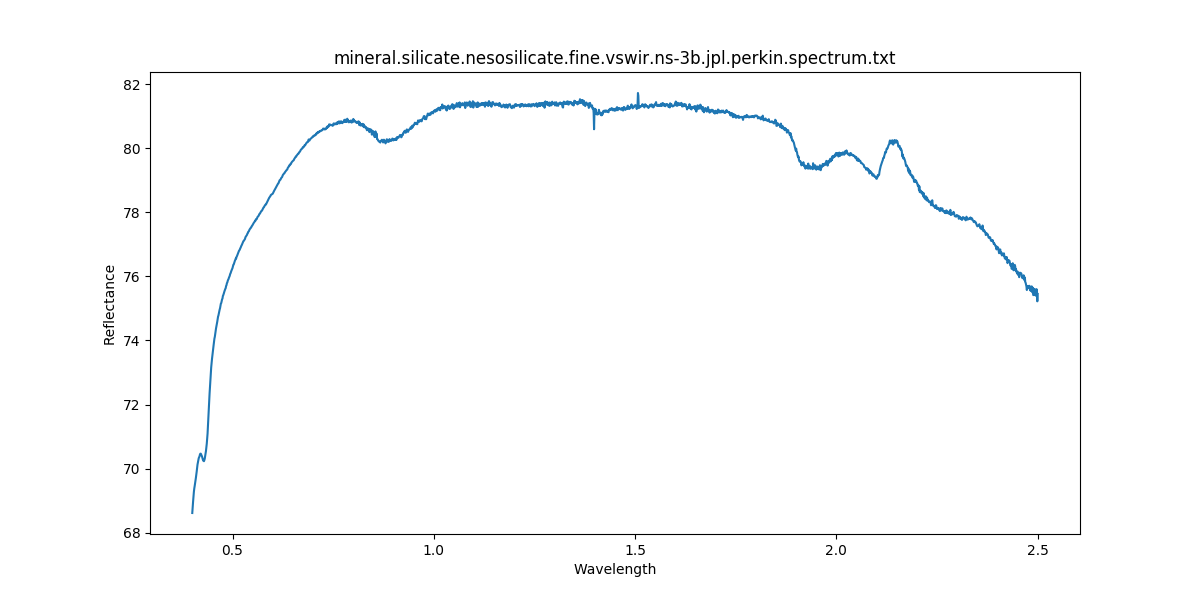 mineral.silicate.nesosilicate.fine.vswir.ns-3b.jpl.perkin.spectrum.txt
82
80
78
76
74
72
70
68
Reflectance
0.5 1.0 1.5 2.0 2.5
Wavelength